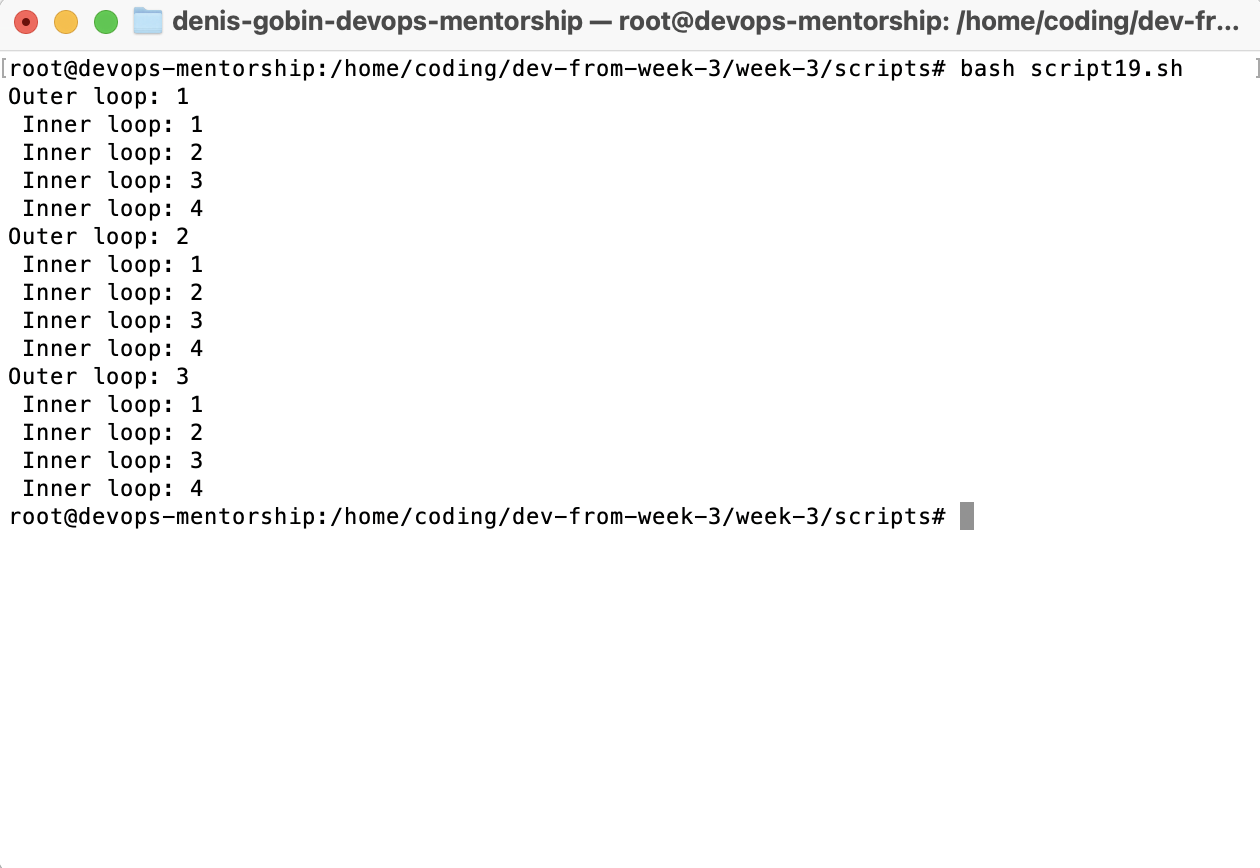 denis-gobin-devops-mentorship — root@devops-mentorship: /home/coding/dev-fr...
[root@devops-mentorship:/home/coding/dev-from-week-3/week-3/scripts# bash script19.sh ]
Outer loop: 1
 Inner loop: 1
 Inner loop: 2
 Inner loop: 3
 Inner loop: 4
Outer loop: 2
 Inner loop: 1
 Inner loop: 2
 Inner loop: 3
 Inner loop: 4
Outer loop: 3
 Inner loop: 1
 Inner loop: 2
 Inner loop: 3
 Inner loop: 4
root@devops-mentorship:/home/coding/dev-from-week-3/week-3/scripts#